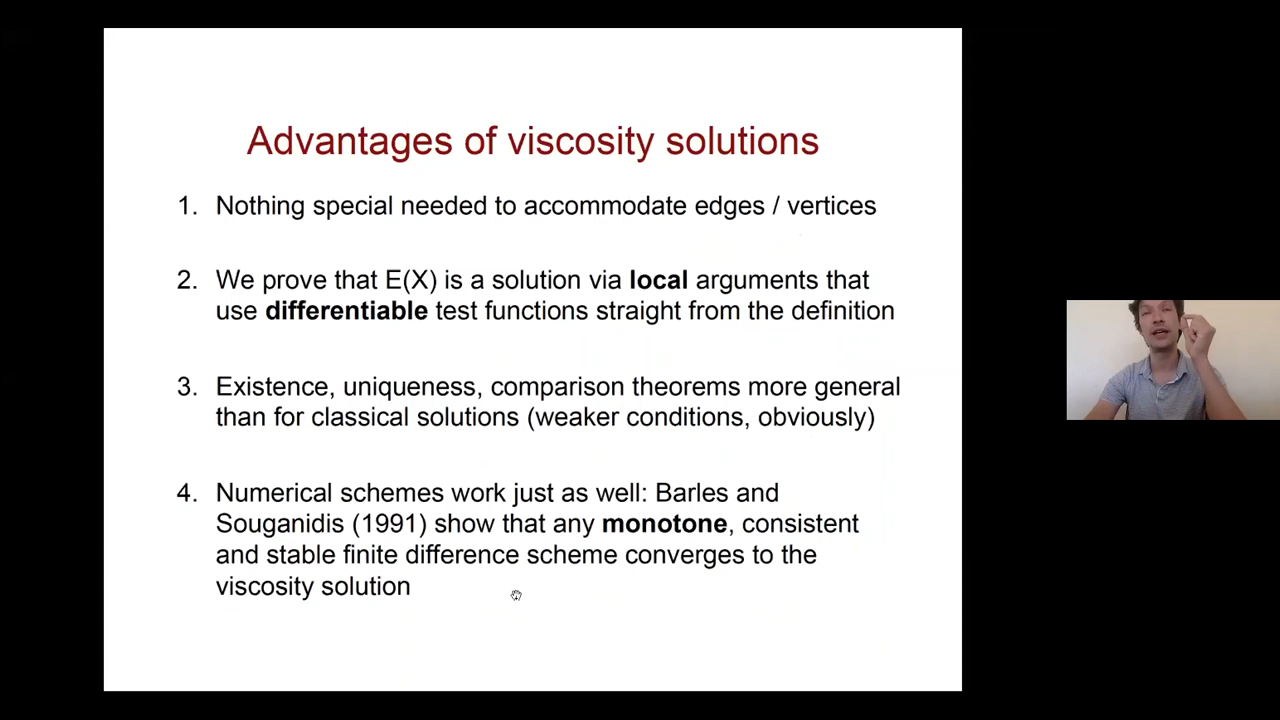 Advantages of viscosity solutions
1. Nothing special needed to accommodate edges / vertices
2. We prove that E(X) is a solution via local arguments that
use differentiable test functions straight from the definition
3. Existence, uniqueness, comparison theorems more general
than for classical solutions (weaker conditions, obviously)
4. Numerical schemes work just as well: Barles and
Souganidis (1991) show that any monotone, consistent
and stable finite difference scheme converges to the
viscosity solution